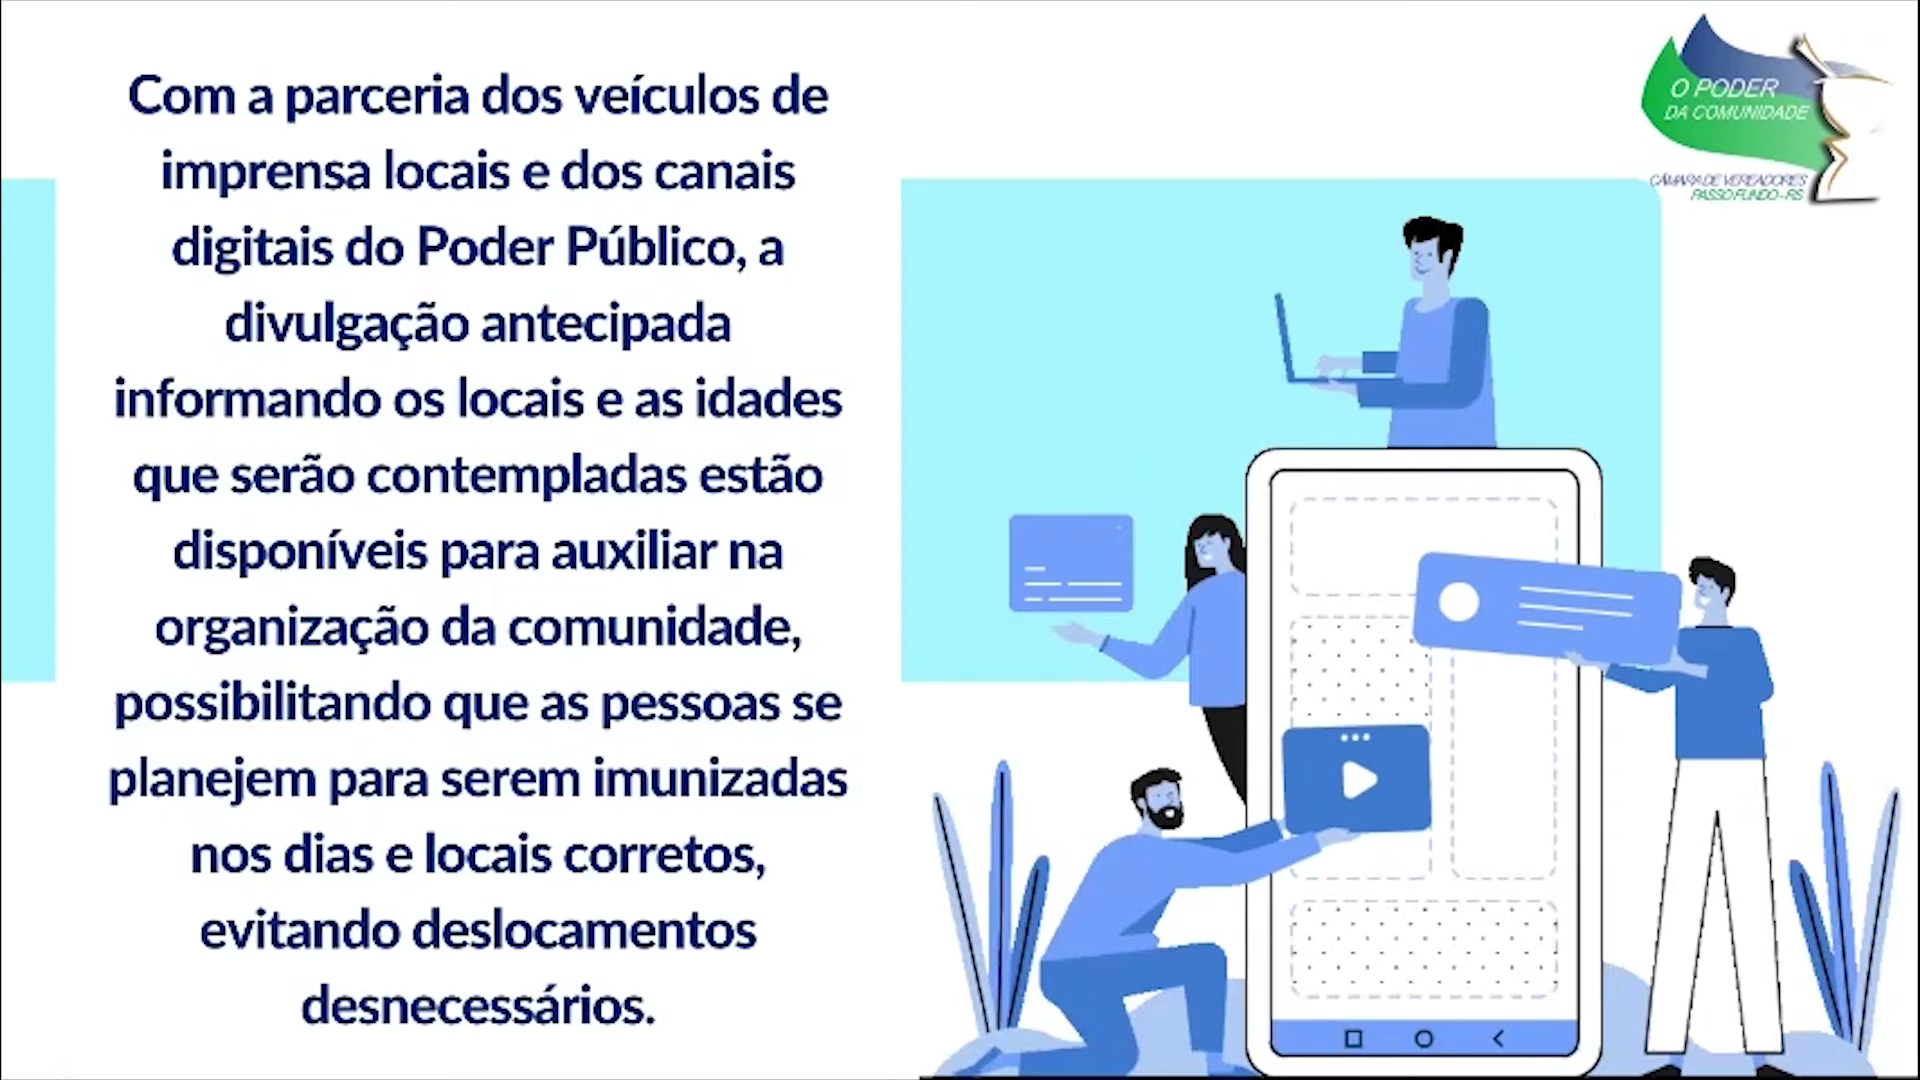 Com a parceria dos veículos de
imprensa locais e dos canais
digitais do Poder Público, a
divulgação antecipada
informando os locais e as idades
que serão contempladas estão
disponíveis para auxiliar na
organização da comunidade,
possibilitando que as pessoas se
planejem para serem imunizadas
nos dias e locais corretos,
evitando deslocamentos
desnecessários.
O PODER
DA COMUNIDADE
CÂMARA DE VEREADORES
PASSO FUNDO - RS